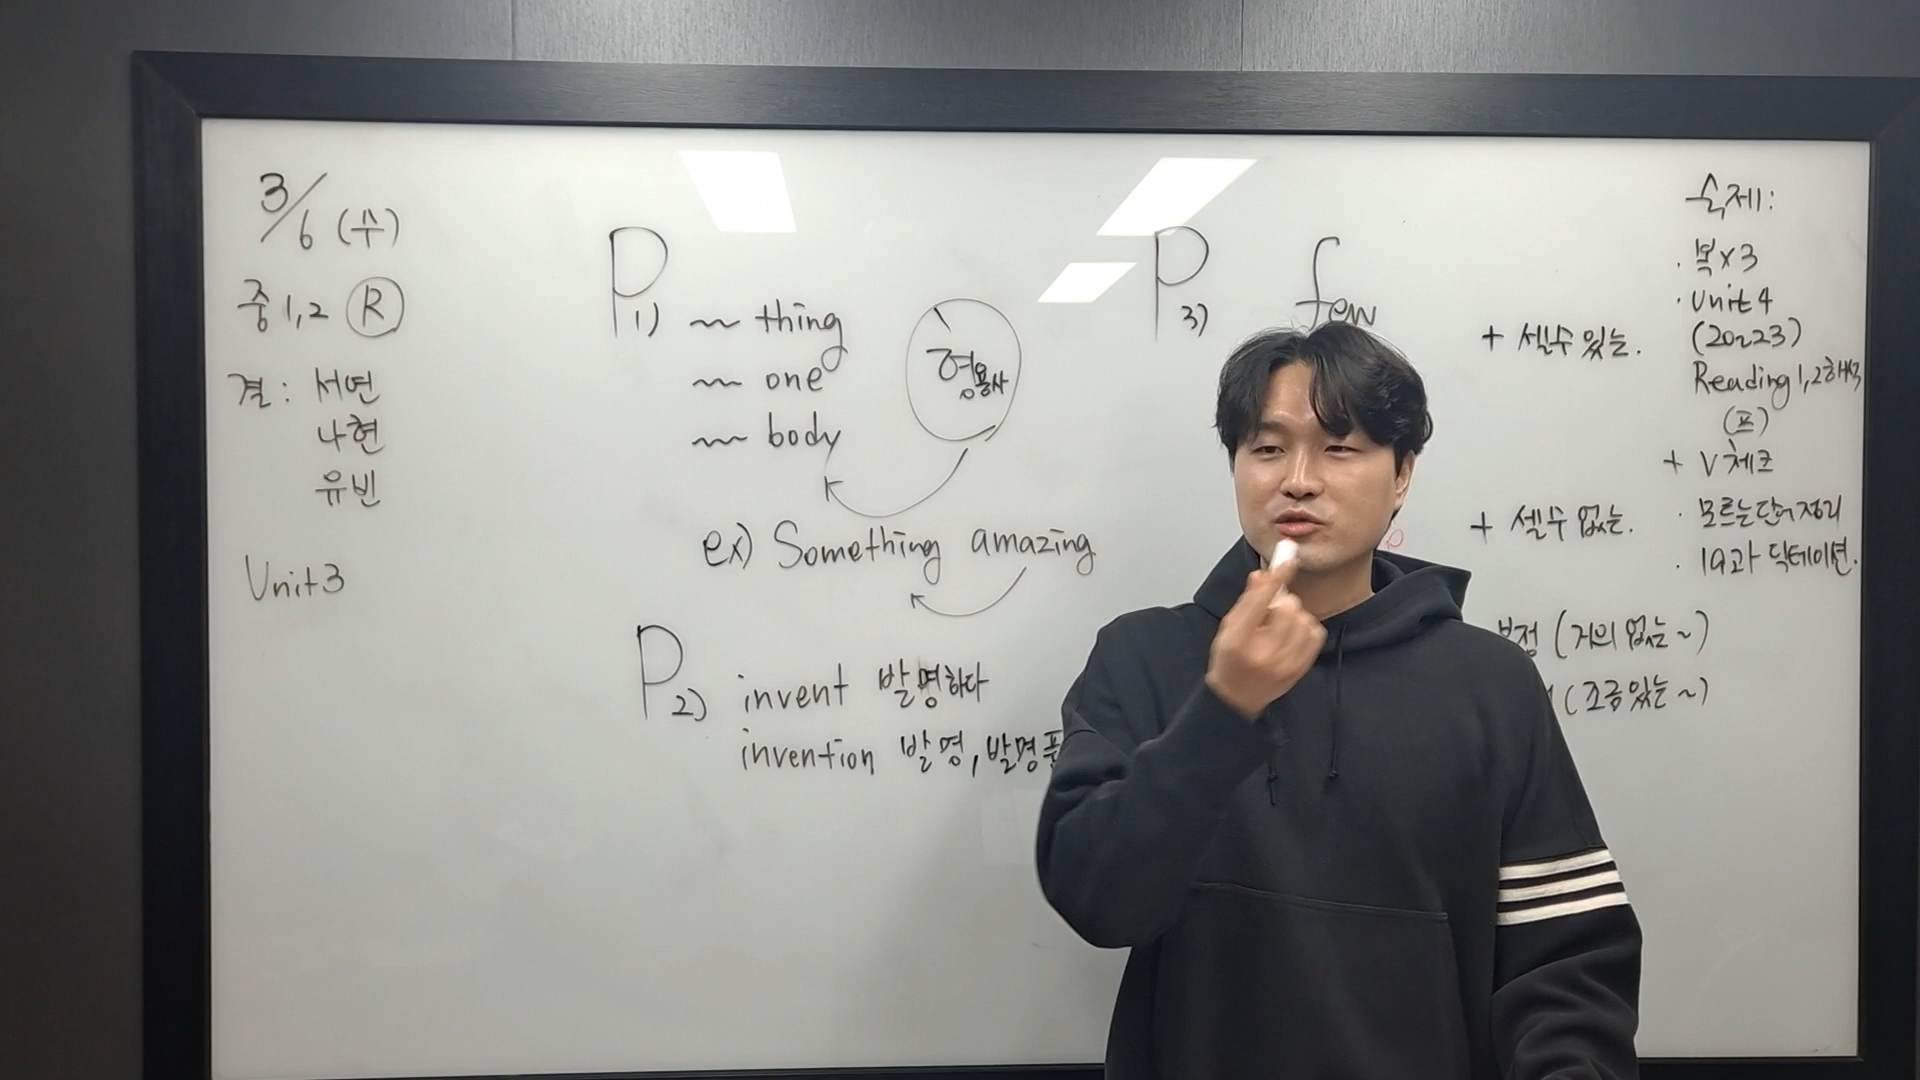 3/6 (수)
중 1,2 R
결: 서연
나현
유빈
Unit3
P1) ~ thing
~ one
~ body
형용사
ex) Something amazing
P2) invent 발명하다
invention 발명, 발명품
P3) few
+ 셀수 있는.
+ 셀수 없는.
부정 (거의 없는~)
(조금 있는~)
숙제:
· 복x3
· Unit 4
(20~23)
Reading 1,2 해석
(프)
+ V 체크
· 모르는단어정리
· 19과 딕테이션.